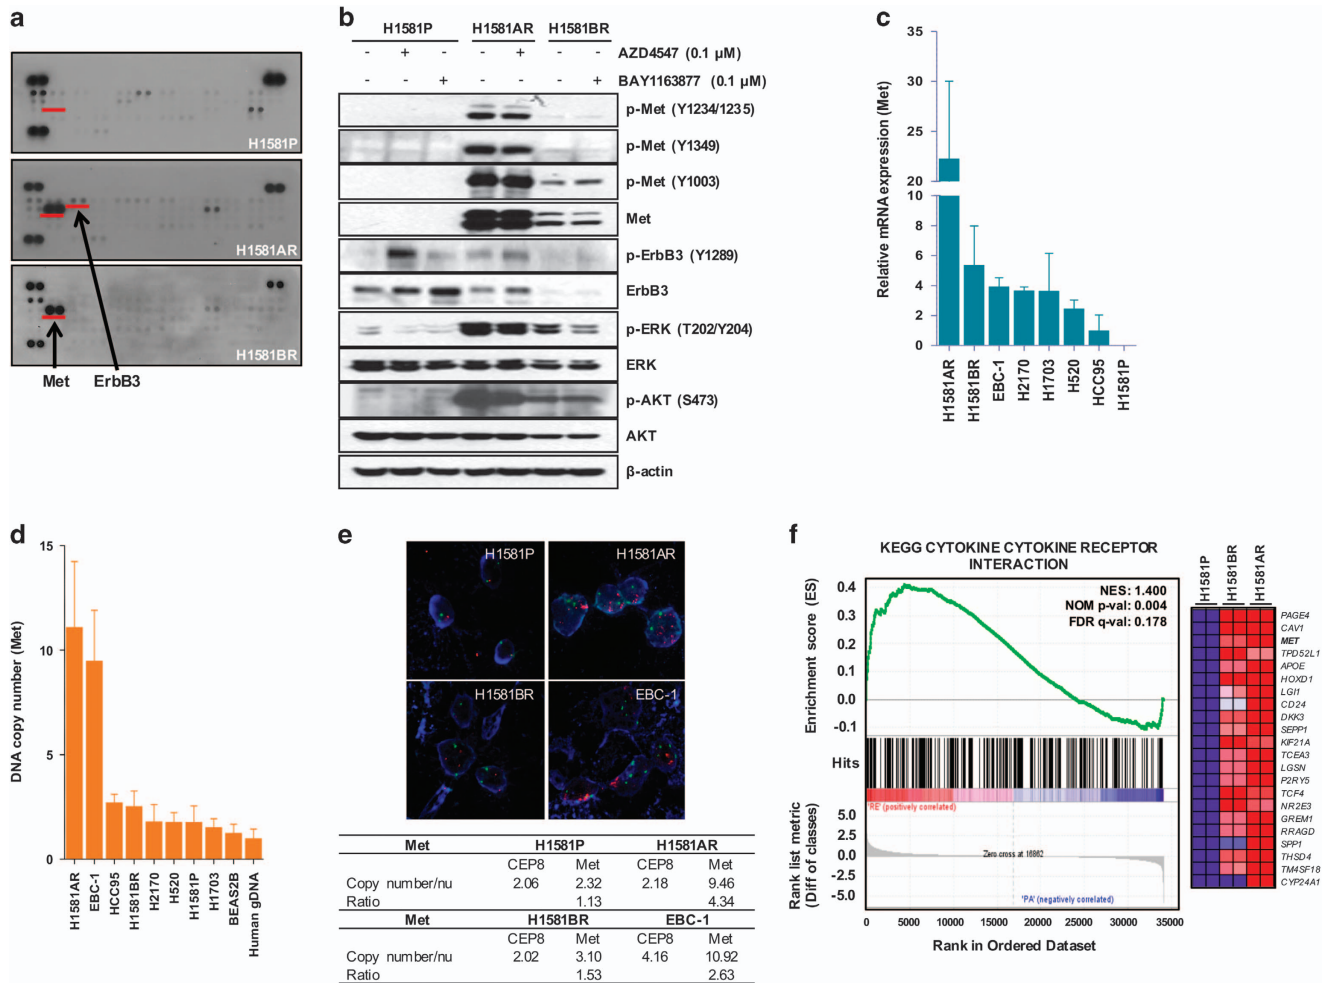 a
H1581P
H1581AR
H1581BR
Met ErbB3
b
H1581P H1581AR H1581BR
- + - - + - - AZD4547 (0.1 μM)
- - + - - - + BAY1163877 (0.1 μM)
p-Met (Y1234/1235)
p-Met (Y1349)
p-Met (Y1003)
Met
p-ErbB3 (Y1289)
ErbB3
p-ERK (T202/Y204)
ERK
p-AKT (S473)
AKT
β-actin
c
Relative mRNA expression (Met)
35
30
25
20
10
8
6
4
2
0
H1581AR
H1581BR
EBC-1
H2170
H1703
H520
HCC95
H1581P
d
DNA copy number (Met)
15
10
5
0
H1581AR
EBC-1
HCC95
H1581BR
H2170
H520
H1581P
H1703
BEAS2B
Human gDNA
e
H1581P H1581AR
H1581BR EBC-1
Met H1581P H1581AR
CEP8 Met CEP8 Met
Copy number/nu 2.06 2.32 2.18 9.46
Ratio 1.13 4.34
Met H1581BR EBC-1
CEP8 Met CEP8 Met
Copy number/nu 2.02 3.10 4.16 10.92
Ratio 1.53 2.63
f
KEGG CYTOKINE CYTOKINE RECEPTOR
INTERACTION
Enrichment score (ES)
0.4
0.3
0.2
0.1
0.0
-0.1
NES: 1.400
NOM p-val: 0.004
FDR q-val: 0.178
Hits
'RE' (positively correlated)
Rank list metric
(Diff of classes)
5.0
2.5
0.0
-2.5
-5.0
Zero cross at 16862
'PA' (negatively correlated)
0 5000 10000 15000 20000 25000 30000 35000
Rank in Ordered Dataset
H1581P
H1581BR
H1581AR
PAGE4
CAV1
MET
TPD52L1
APOE
HOXD1
LGI1
CD24
DKK3
SEPP1
KIF21A
TCEA3
LGSN
P2RY5
TCF4
NR2E3
GREM1
RRAGD
SPP1
THSD4
TM4SF18
CYP24A1